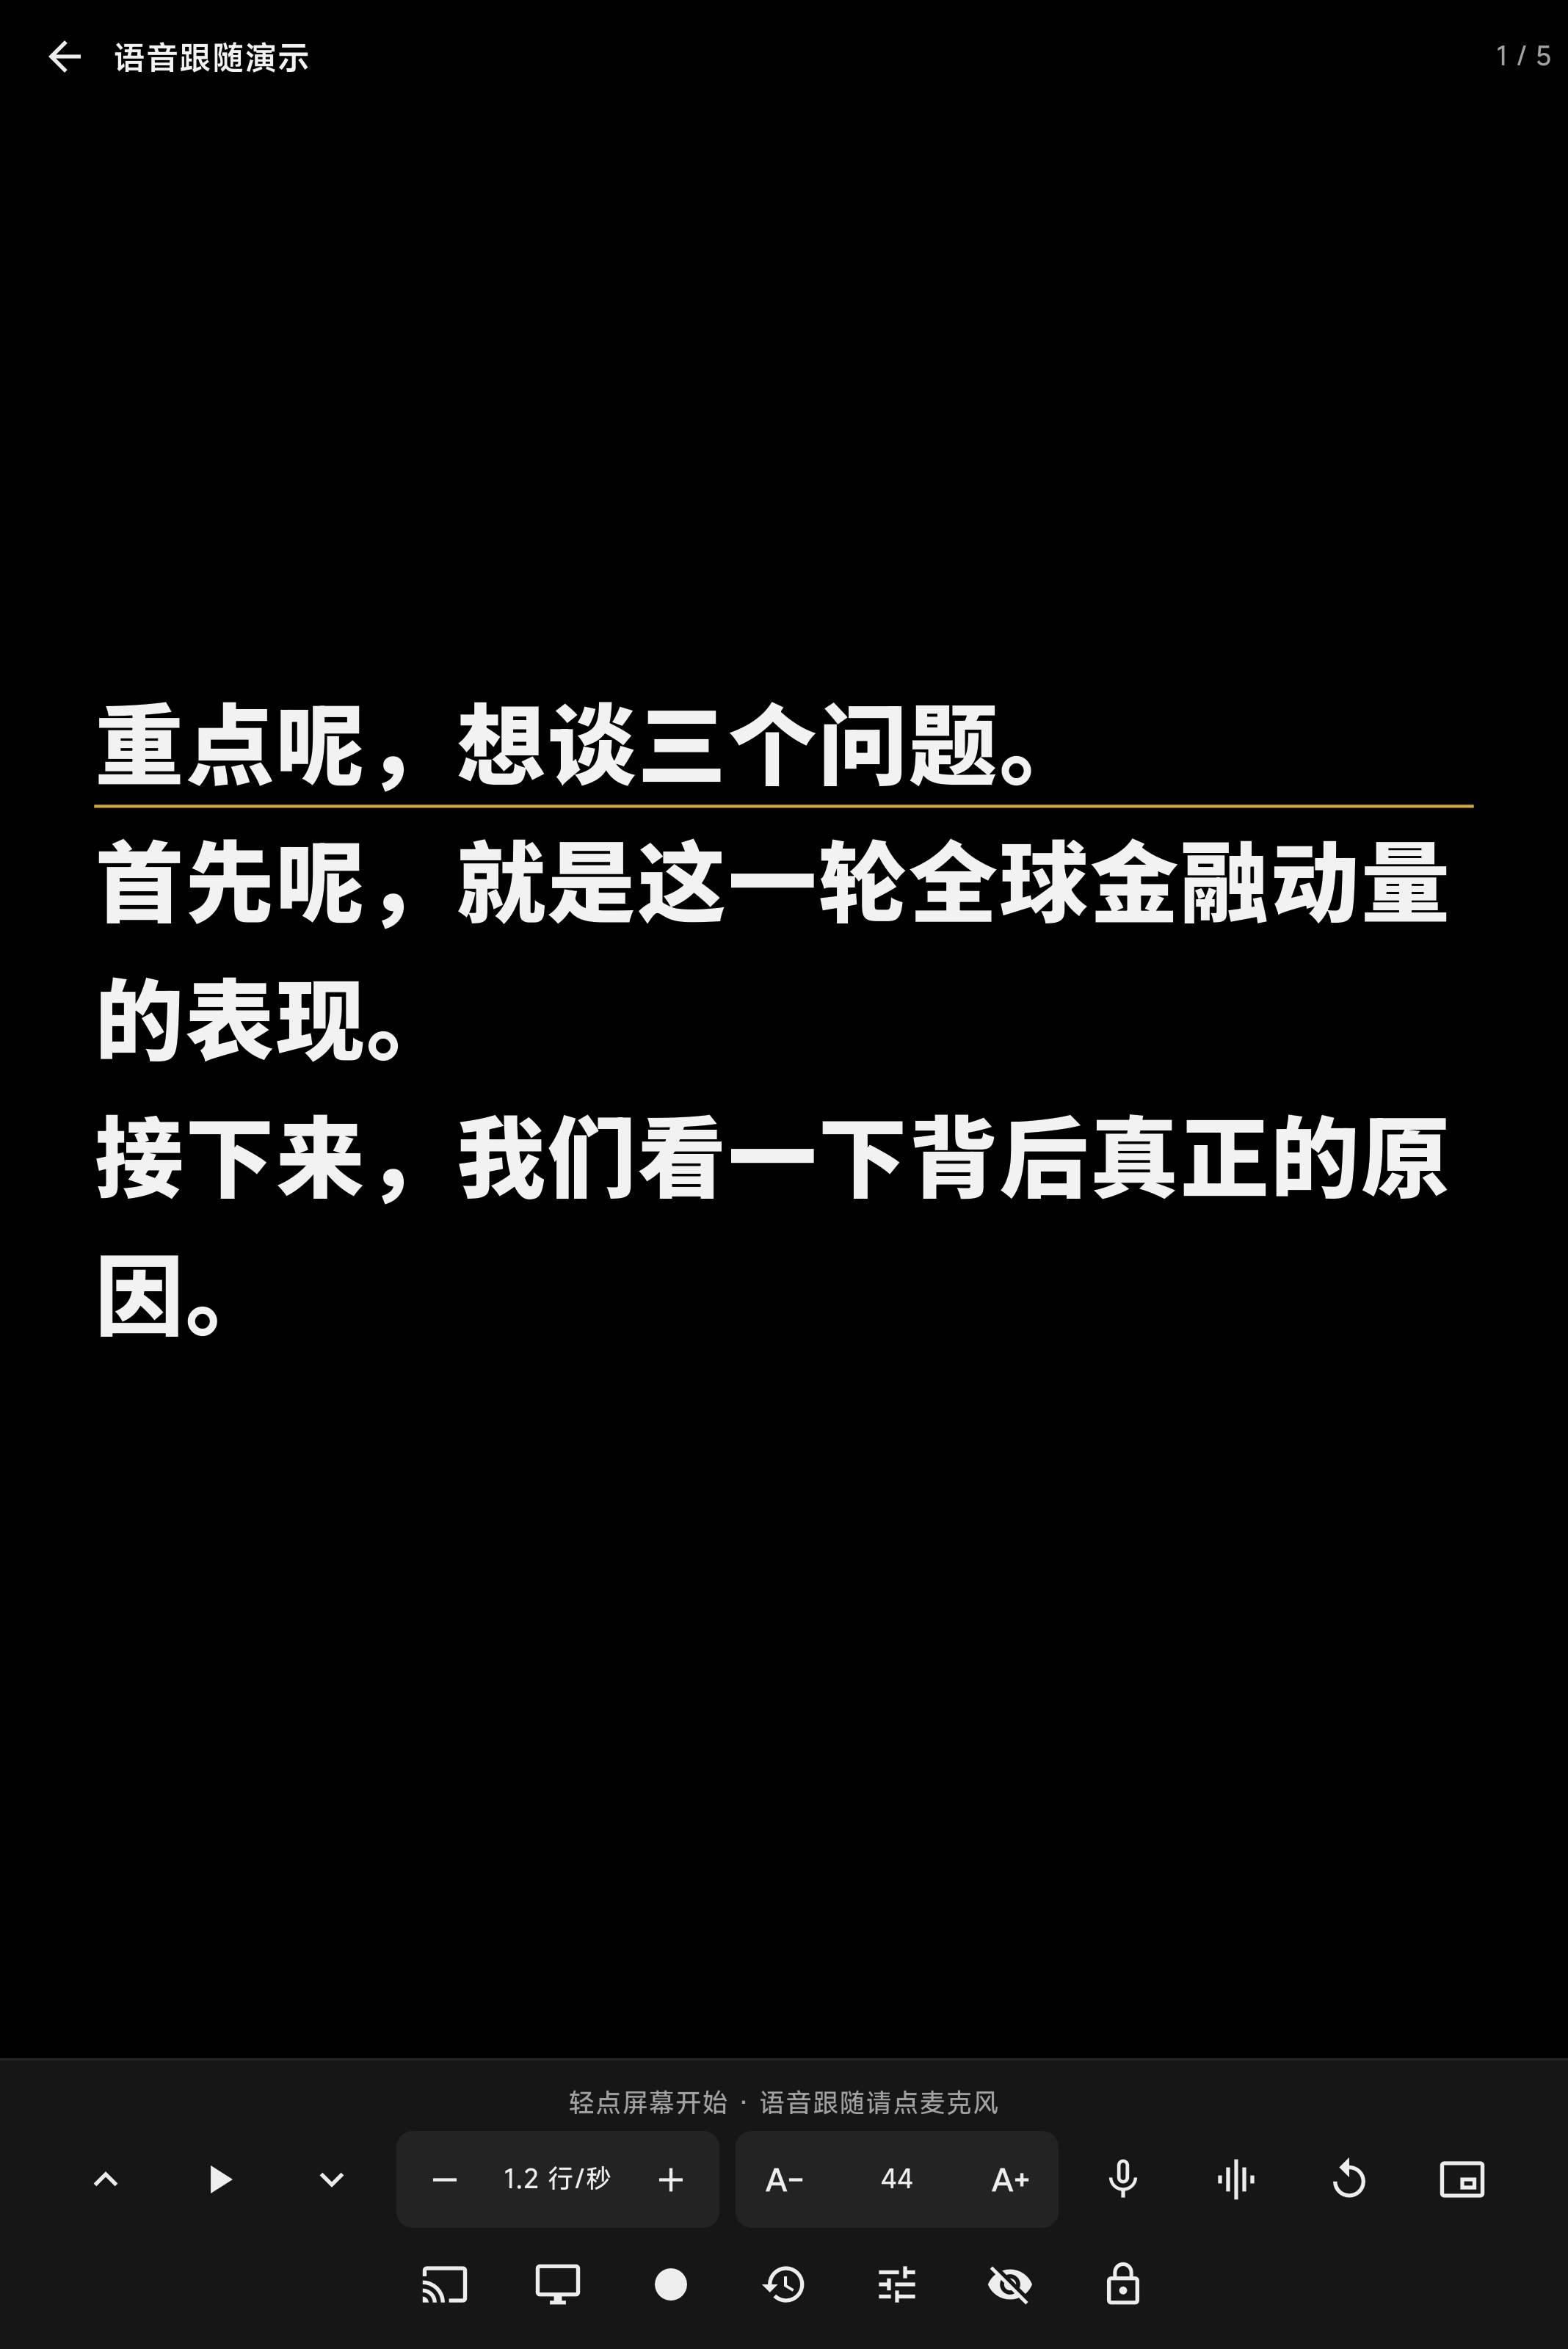 语音跟随演示
1 / 5
重点呢，想谈三个问题。
首先呢，就是这一轮全球金融动量
的表现。
接下来，我们看一下背后真正的原
因。
轻点屏幕开始 · 语音跟随请点麦克风
1.2 行/秒
A- 44 A+